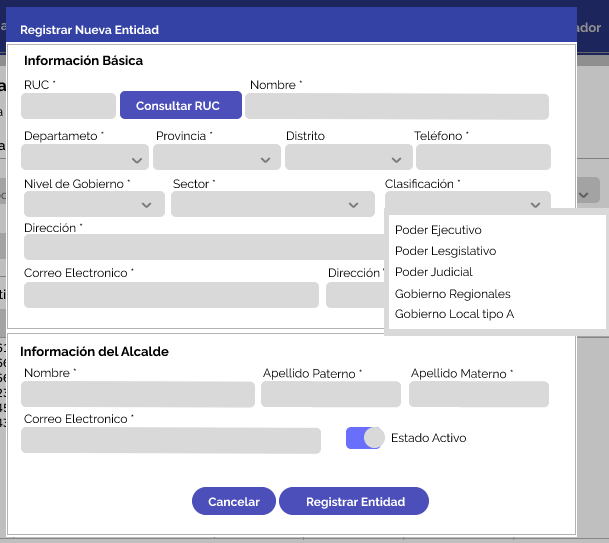 Registrar Nueva Entidad
ador
Información Básica
RUC *
Nombre *
Consultar RUC
Departameto *
Provincia *
Distrito
Teléfono *
Nivel de Gobierno *
Sector *
Clasificación *
Dirección *
Poder Ejecutivo
Poder Lesgislativo
Poder Judicial
Gobierno Regionales
Gobierno Local tipo A
Correo Electronico *
Dirección
Información del Alcalde
Nombre *
Apellido Paterno *
Apellido Materno *
Correo Electronico *
Estado Activo
Cancelar
Registrar Entidad